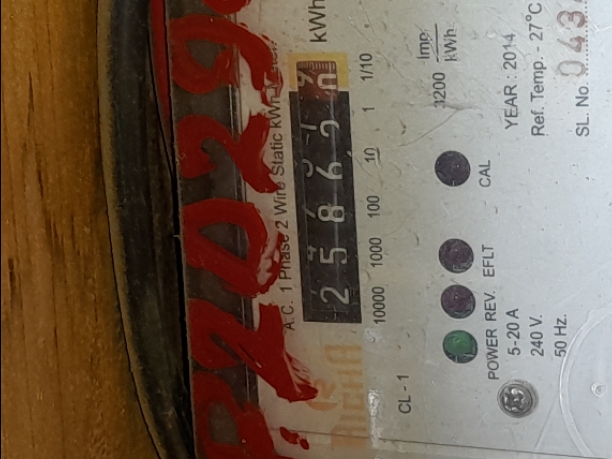 P2D29
A.C. 1 Phase 2 Wire Static kWh
kWh
2 5 8 6 2
10000 1000 100 10 1 1/10
CL - 1
Imp.
3200
kWh
POWER REV. EFLT
CAL
5-20 A
240 V.
50 Hz.
YEAR : 2014
Ref. Temp. - 27°C
SL. No. 043